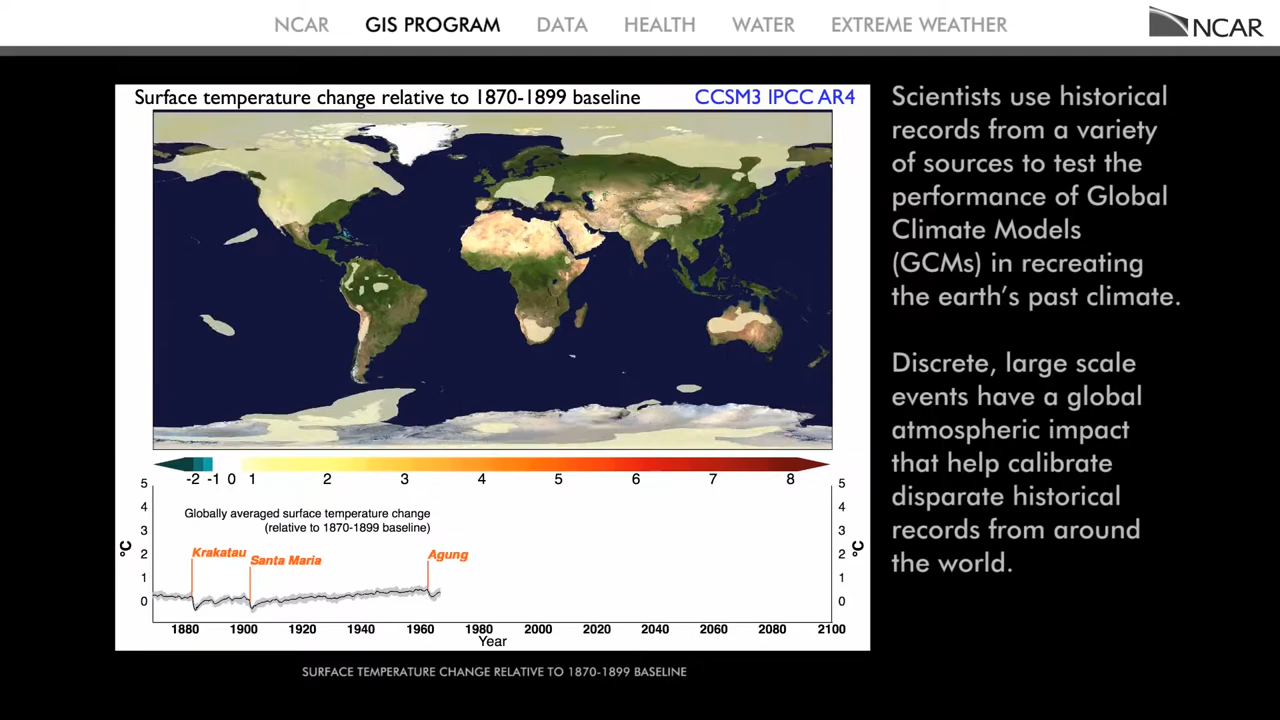 NCAR GIS PROGRAM DATA HEALTH WATER EXTREME WEATHER NCAR
Surface temperature change relative to 1870-1899 baseline CCSM3 IPCC AR4
-2 -1 0 1 2 3 4 5 6 7 8
5 5
4 4
Globally averaged surface temperature change
(relative to 1870-1899 baseline)
3 3
°C 2 2 °C
Krakatau Santa Maria Agung
1 1
0 0
1880 1900 1920 1940 1960 1980 2000 2020 2040 2060 2080 2100
Year
SURFACE TEMPERATURE CHANGE RELATIVE TO 1870-1899 BASELINE
Scientists use historical
records from a variety
of sources to test the
performance of Global
Climate Models
(GCMs) in recreating
the earth's past climate.
Discrete, large scale
events have a global
atmospheric impact
that help calibrate
disparate historical
records from around
the world.